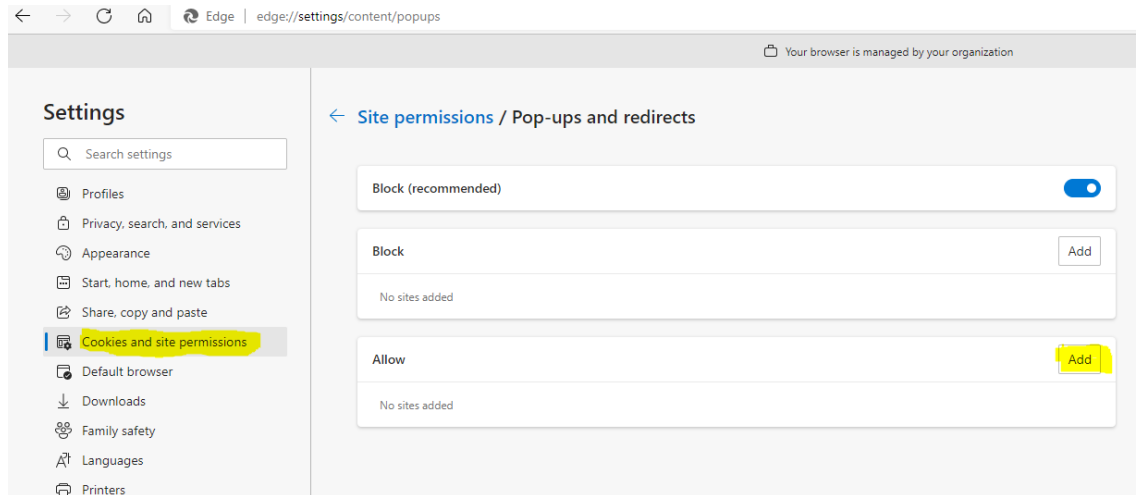 Edge | edge://settings/content/popups
Your browser is managed by your organization
Settings
Search settings
Profiles
Privacy, search, and services
Appearance
Start, home, and new tabs
Share, copy and paste
Cookies and site permissions
Default browser
Downloads
Family safety
Languages
Printers
Site permissions / Pop-ups and redirects
Block (recommended)
Block
Add
No sites added
Allow
Add
No sites added